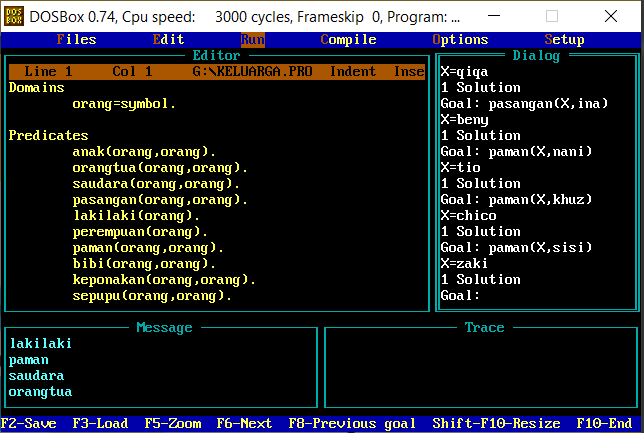 DOSBox 0.74, Cpu speed: 3000 cycles, Frameskip 0, Program: ...
Files Edit Run Compile Options Setup
Editor
Line 1 Col 1 G:\KELUARGA.PRO Indent Inse
Domains
orang=symbol.
Predicates
anak(orang,orang).
orangtua(orang,orang).
saudara(orang,orang).
pasangan(orang,orang).
lakilaki(orang).
perempuan(orang).
paman(orang,orang).
bibi(orang,orang).
keponakan(orang,orang).
sepupu(orang,orang).
Dialog
X=qiqa
1 Solution
Goal: pasangan(X,ina)
X=beny
1 Solution
Goal: paman(X,nani)
X=tio
1 Solution
Goal: paman(X,khuz)
X=chico
1 Solution
Goal: paman(X,sisi)
X=zaki
1 Solution
Goal:
Message
lakilaki
paman
saudara
orangtua
Trace
F2-Save F3-Load F5-Zoom F6-Next F8-Previous goal Shift-F10-Resize F10-End